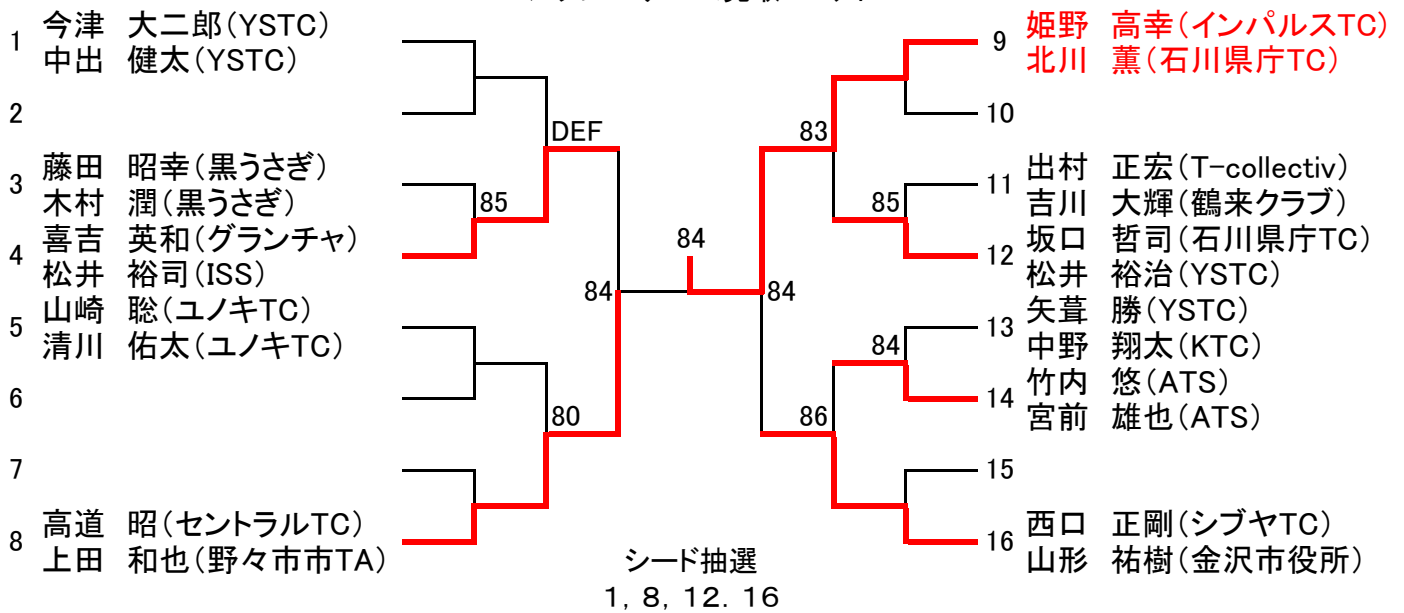 1 今津 大二郎(YSTC)
中出 健太(YSTC)
2
DEF
3 藤田 昭幸(黒うさぎ)
木村 潤(黒うさぎ)
85
4 喜吉 英和(グランチャ)
松井 裕司(ISS)
84
5 山崎 聡(ユノキTC)
清川 佑太(ユノキTC)
6
80
7
8 高道 昭(セントラルTC)
上田 和也(野々市市TA)
84
シード抽選
1, 8, 12. 16
9 姫野 高幸(インパルスTC)
北川 薫(石川県庁TC)
10
83
11 出村 正宏(T-collectiv)
吉川 大輝(鶴来クラブ)
85
12 坂口 哲司(石川県庁TC)
松井 裕治(YSTC)
84
13 矢葺 勝(YSTC)
中野 翔太(KTC)
84
14 竹内 悠(ATS)
宮前 雄也(ATS)
86
15
16 西口 正剛(シブヤTC)
山形 祐樹(金沢市役所)